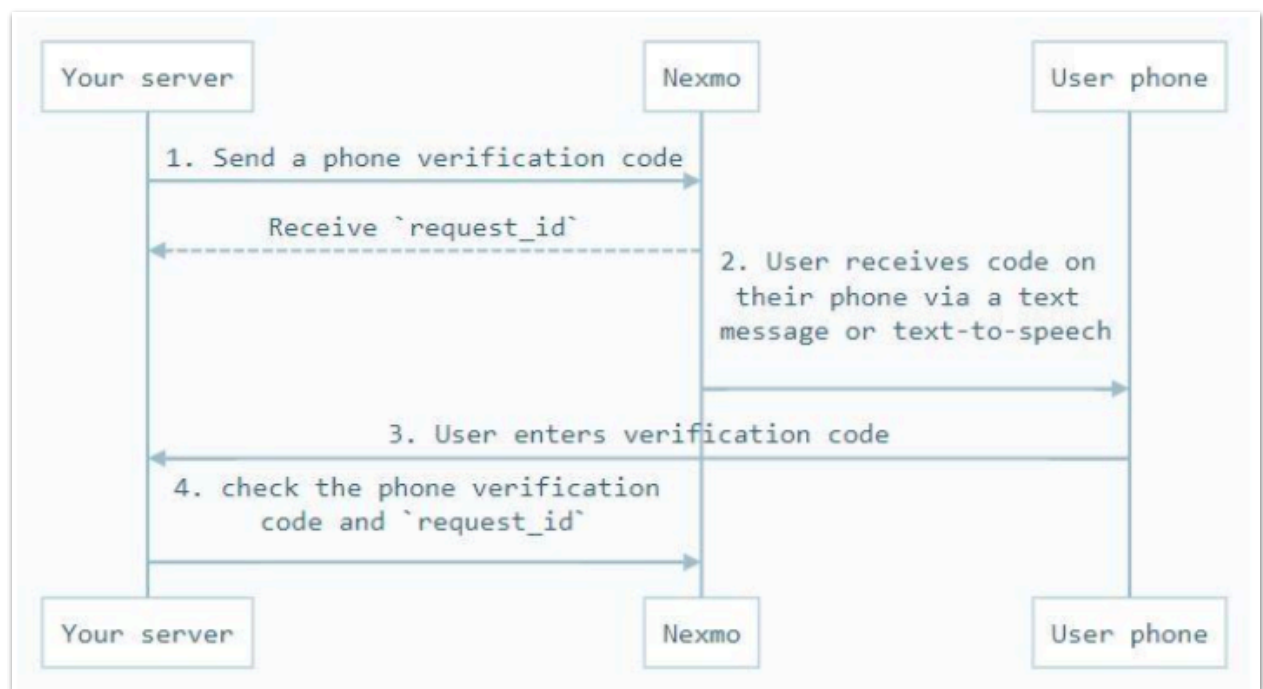 Your server
Nexmo
User phone
1. Send a phone verification code
Receive `request_id`
2. User receives code on
their phone via a text
message or text-to-speech
3. User enters verification code
4. check the phone verification
code and `request_id`
Your server
Nexmo
User phone